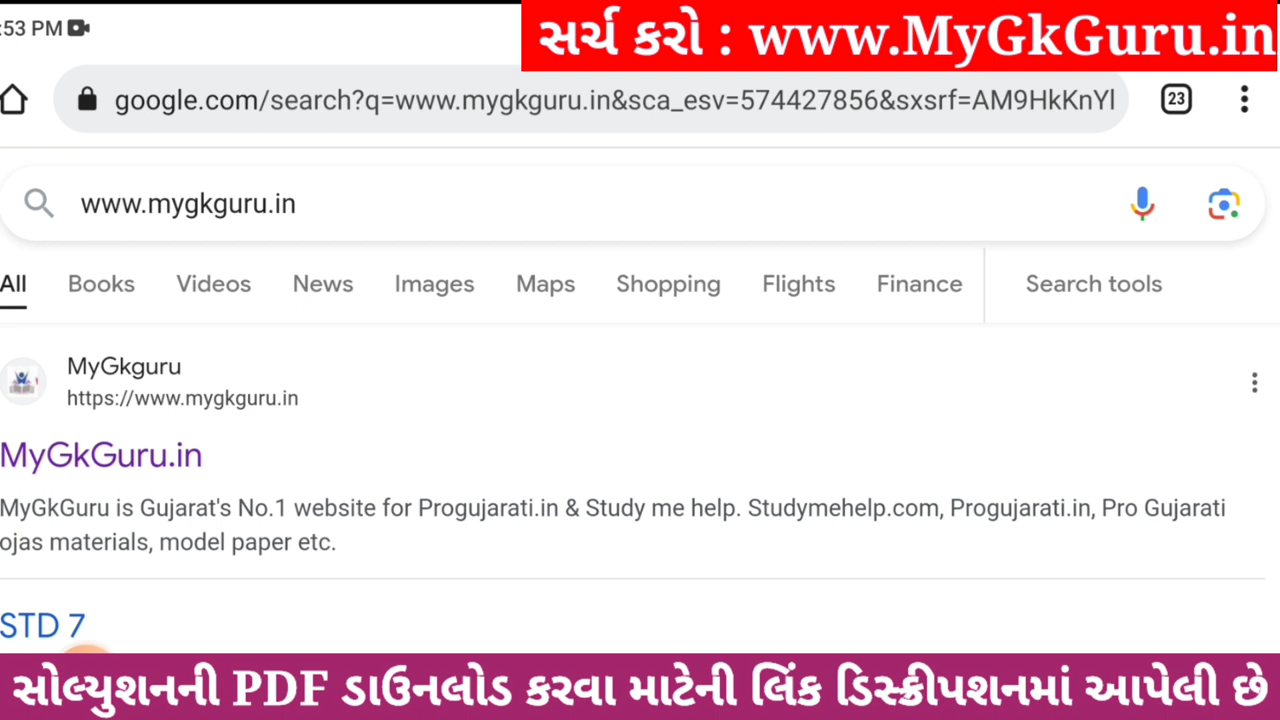 :53 PM
સર્ચ કરો : www.MyGkGuru.in
google.com/search?q=www.mygkguru.in&sca_esv=574427856&sxsrf=AM9HkKnYl
23
www.mygkguru.in
All Books Videos News Images Maps Shopping Flights Finance Search tools
MyGkguru
https://www.mygkguru.in
MyGkGuru.in
MyGkGuru is Gujarat's No.1 website for Progujarati.in & Study me help. Studymehelp.com, Progujarati.in, Pro Gujarati
ojas materials, model paper etc.
STD 7
સોલ્યુશનની PDF ડાઉનલોડ કરવા માટેની લિંક ડિસ્ક્રીપશનમાં આપેલી છે